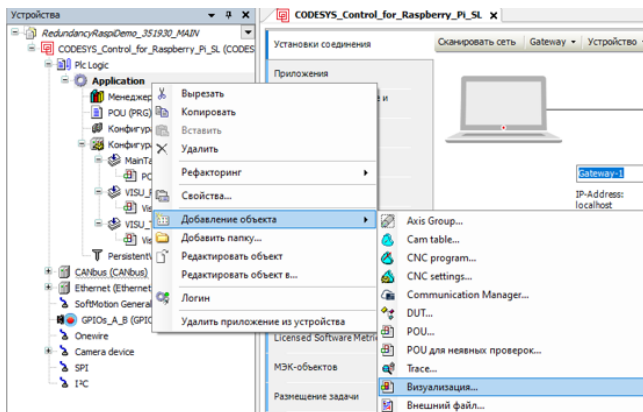 Устройства
CODESYS_Control_for_Raspberry_Pi_SL
RedundancyRaspiDemo_351930_MAIN
CODESYS_Control_for_Raspberry_Pi_SL (CODES
Plc Logic
Application
Менеджер
POU (PRG)
Конфигура
Конфигура
MainTa
PO
VISU_
Vis
VISU_
Vis
PersistentV
CANbus (CANbus)
Ethernet (Ethernet
SoftMotion General
GPIOs_A_B (GPIO
Onewire
Camera device
SPI
I²C
Вырезать
Копировать
Вставить
Удалить
Рефакторинг
Свойства...
Добавление объекта
Добавить папку...
Редактировать объект
Редактировать объект в...
Логин
Удалить приложение из устройства
Установки соединения
Приложения
и
Licensed Software Metri
МЭК-объектов
Размещение задачи
Сканировать сеть Gateway Устройство
Gateway-1
IP-Address:
localhost
Axis Group...
Cam table...
CNC program...
CNC settings...
Communication Manager...
DUT...
POU...
POU для неявных проверок...
Trace...
Визуализация...
Внешний файл...